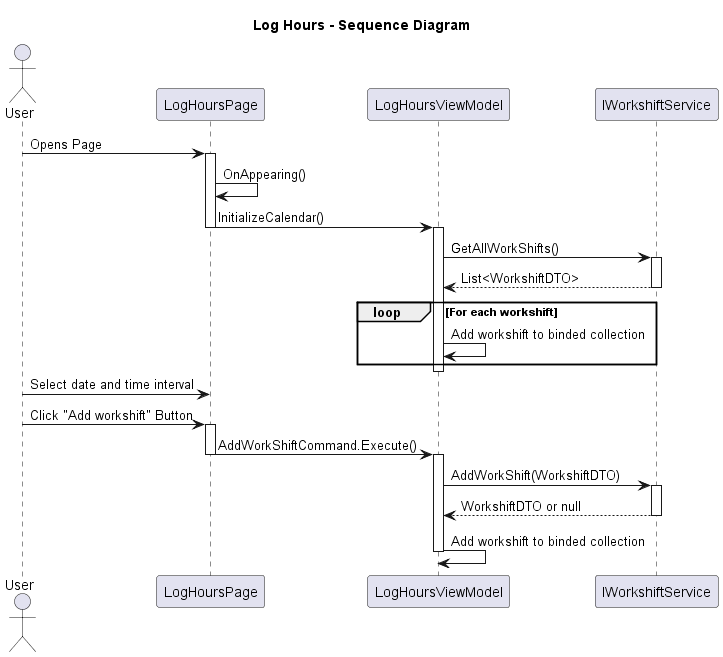 Log Hours - Sequence Diagram
User
LogHoursPage
LogHoursViewModel
IWorkshiftService
Opens Page
OnAppearing()
InitializeCalendar()
GetAllWorkShifts()
List<WorkshiftDTO>
loop
[For each workshift]
Add workshift to binded collection
Select date and time interval
Click "Add workshift" Button
AddWorkShiftCommand.Execute()
AddWorkShift(WorkshiftDTO)
WorkshiftDTO or null
Add workshift to binded collection
User
LogHoursPage
LogHoursViewModel
IWorkshiftService